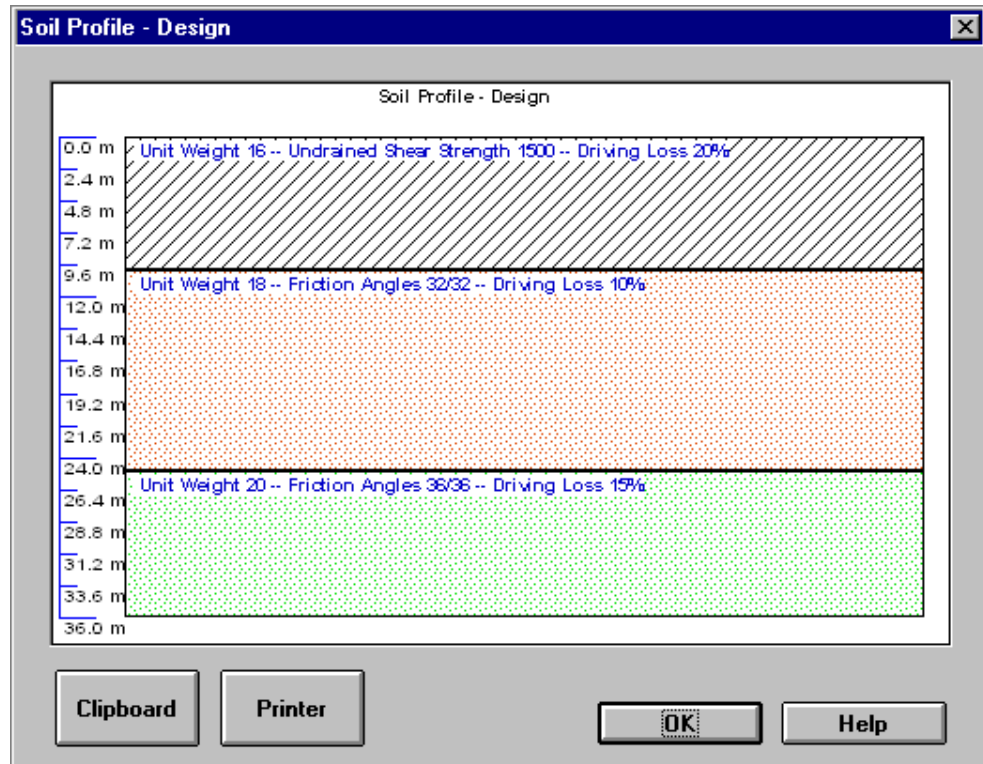 Soil Profile - Design
Soil Profile - Design
0.0 m
Unit Weight 16 -- Undrained Shear Strength 1500 -- Driving Loss 20%
2.4 m
4.8 m
7.2 m
9.6 m
Unit Weight 18 -- Friction Angles 32/32 -- Driving Loss 10%
12.0 m
14.4 m
16.8 m
19.2 m
21.6 m
24.0 m
Unit Weight 20 -- Friction Angles 36/36 -- Driving Loss 15%
26.4 m
28.8 m
31.2 m
33.6 m
36.0 m
Clipboard
Printer
OK
Help